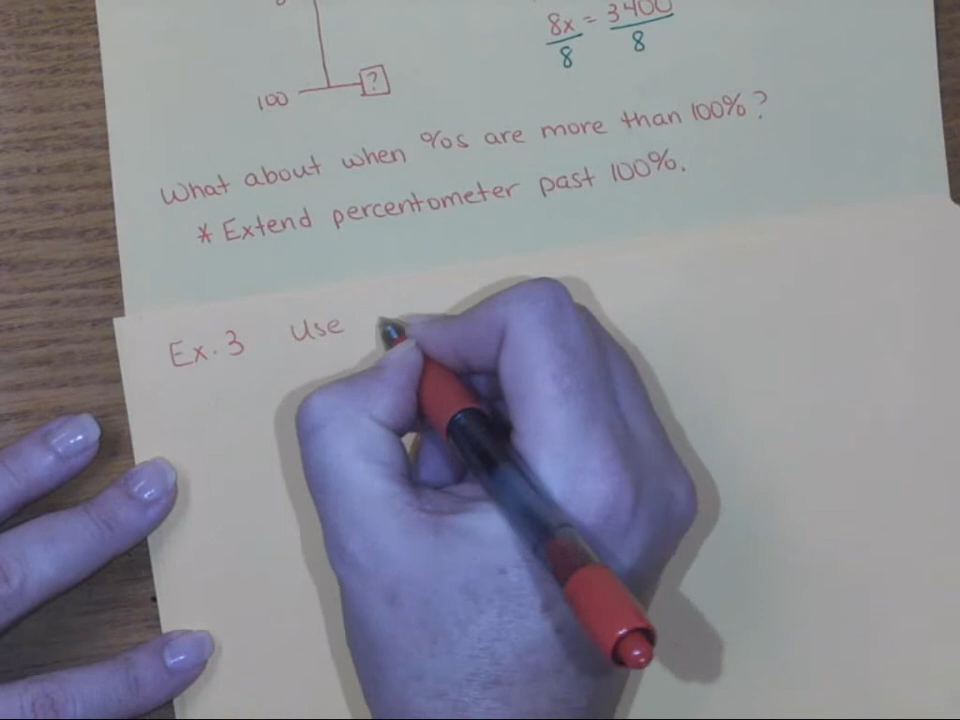 8x = 3400
8 8
100 ?
What about when %s are more than 100%?
* Extend percentometer past 100%.
Ex. 3 Use